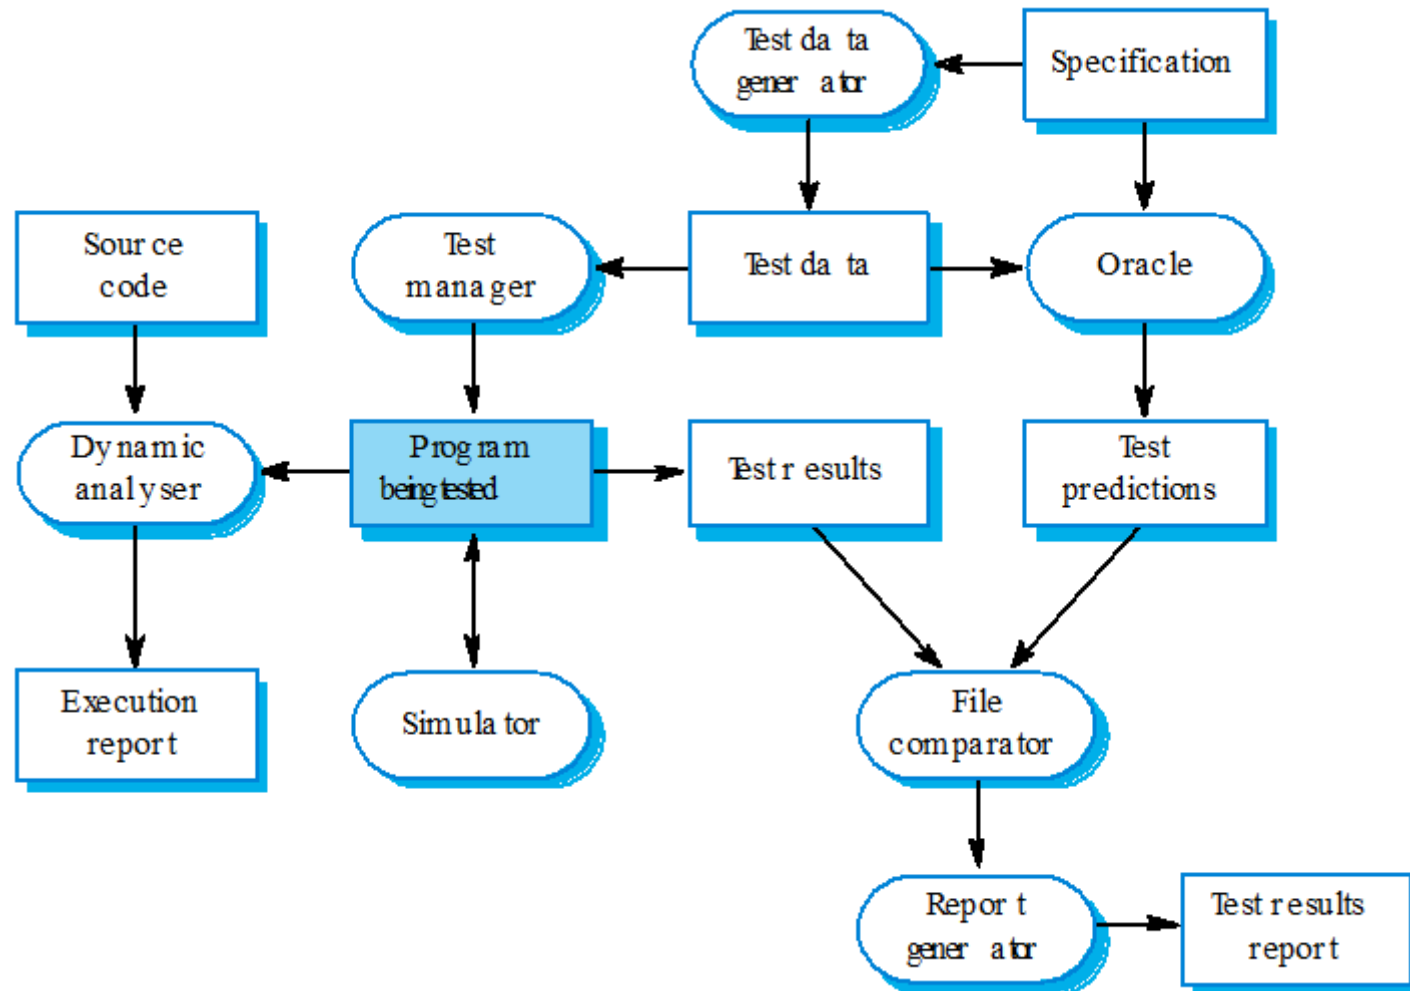 Test data
generator
Specification
Source
code
Test
manager
Test data
Oracle
Dynamic
analyser
Program
being tested
Test results
Test
predictions
Execution
report
Simulator
File
comparator
Report
generator
Test results
report